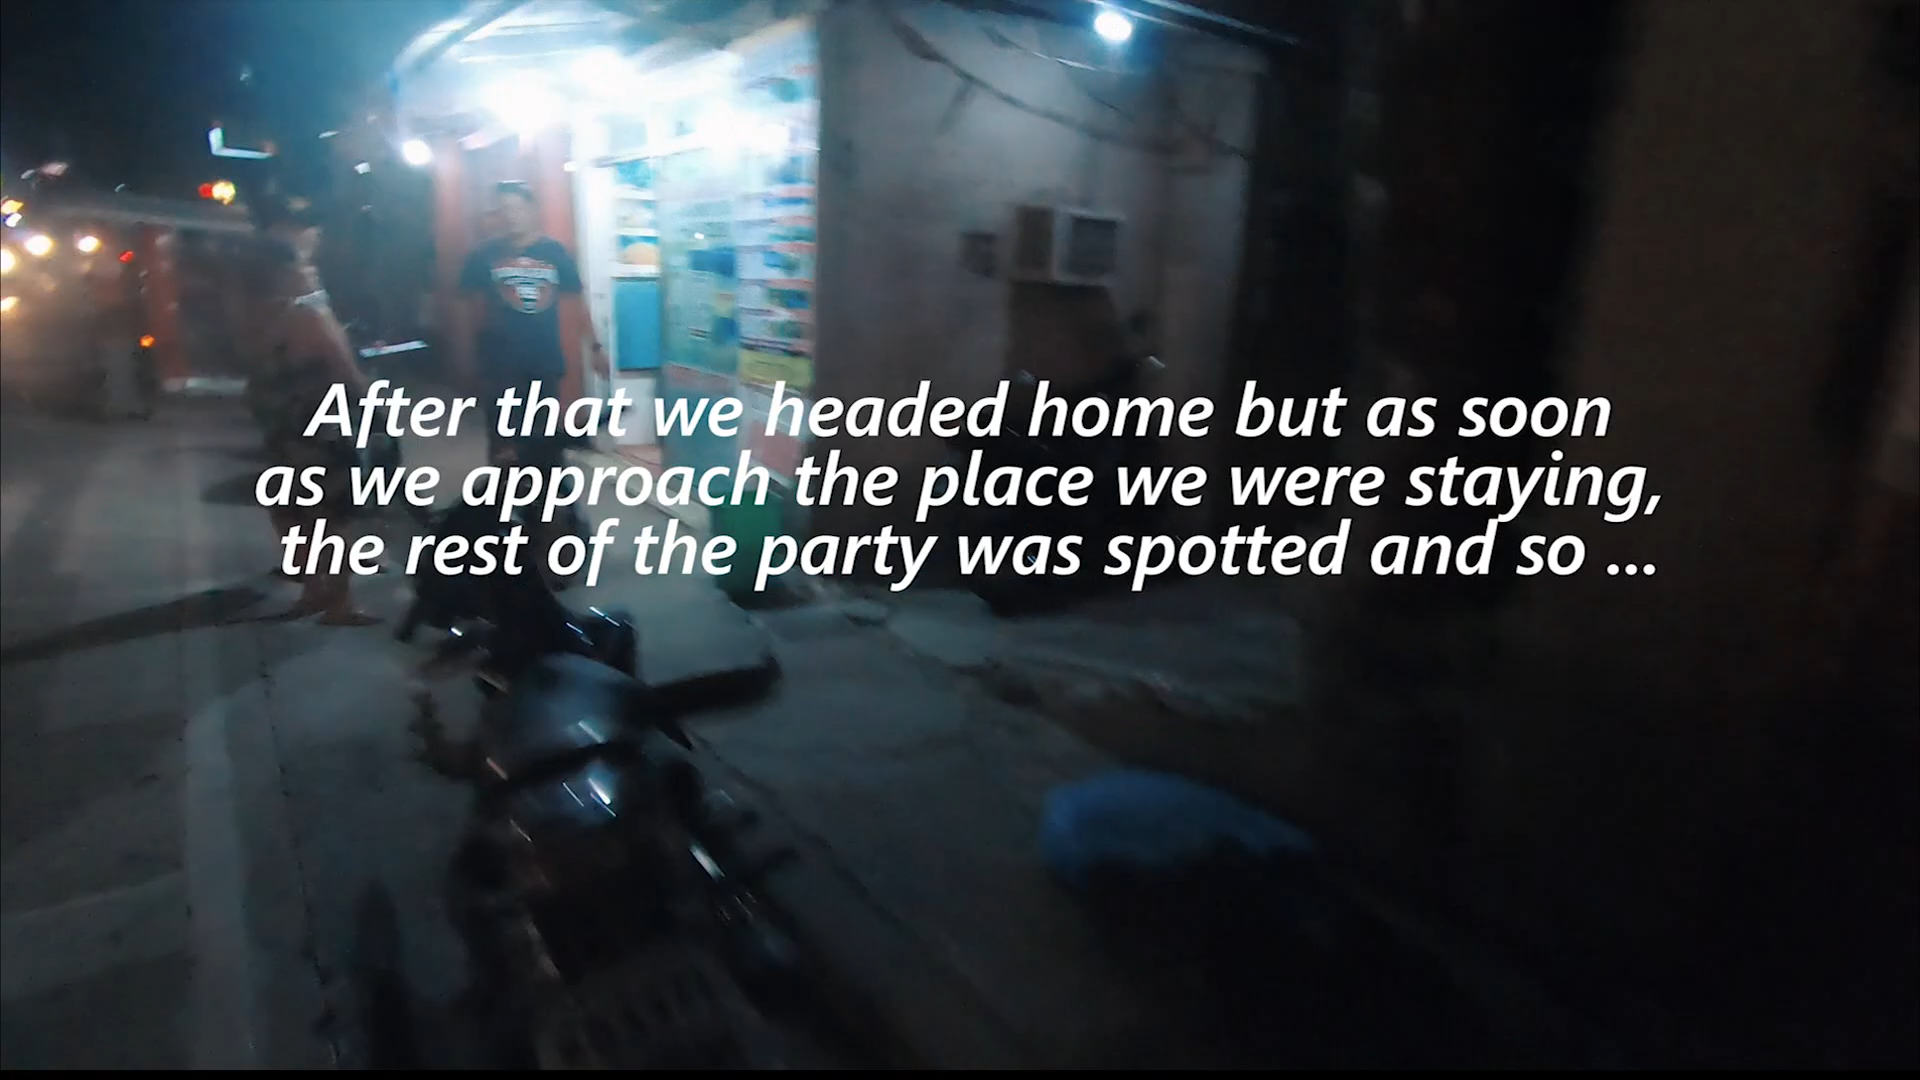 After that we headed home but as soon
as we approach the place we were staying,
the rest of the party was spotted and so ...